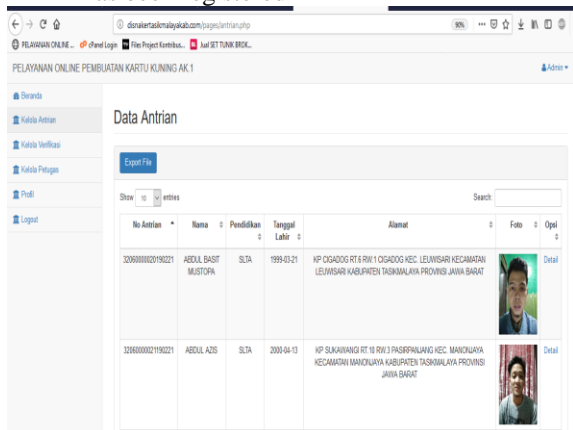 disnakertasikmalayakab.com/pages/antrian.php
90%
PELAYANAN ONLINE ... cPanel Login Files Project Kontribus... Jual SET TUNIK BROK...
PELAYANAN ONLINE PEMBUATAN KARTU KUNING AK.1
Admin
Beranda
Kelola Antrian
Kelola Verifikasi
Kelola Petugas
Profil
Logout
Data Antrian
Export File
Show 10 entries
Search:
No Antrian Nama Pendidikan Tanggal Lahir Alamat Foto Opsi
32060000020190221 ABDUL BASIT SLTA 1999-03-21 KP CIGADOG RT.6 RW.1 CIGADOG KEC. LEUWISARI KECAMATAN Detail
MUSTOPA LEUWISARI KABUPATEN TASIKMALAYA PROVINSI JAWA BARAT
32060000021190221 ABDUL AZIS SLTA 2000-04-13 KP SUKAWANGI RT.10 RW.3 PASIRPANJANG KEC. MANONJAYA Detail
KECAMATAN MANONJAYA KABUPATEN TASIKMALAYA PROVINSI
JAWA BARAT